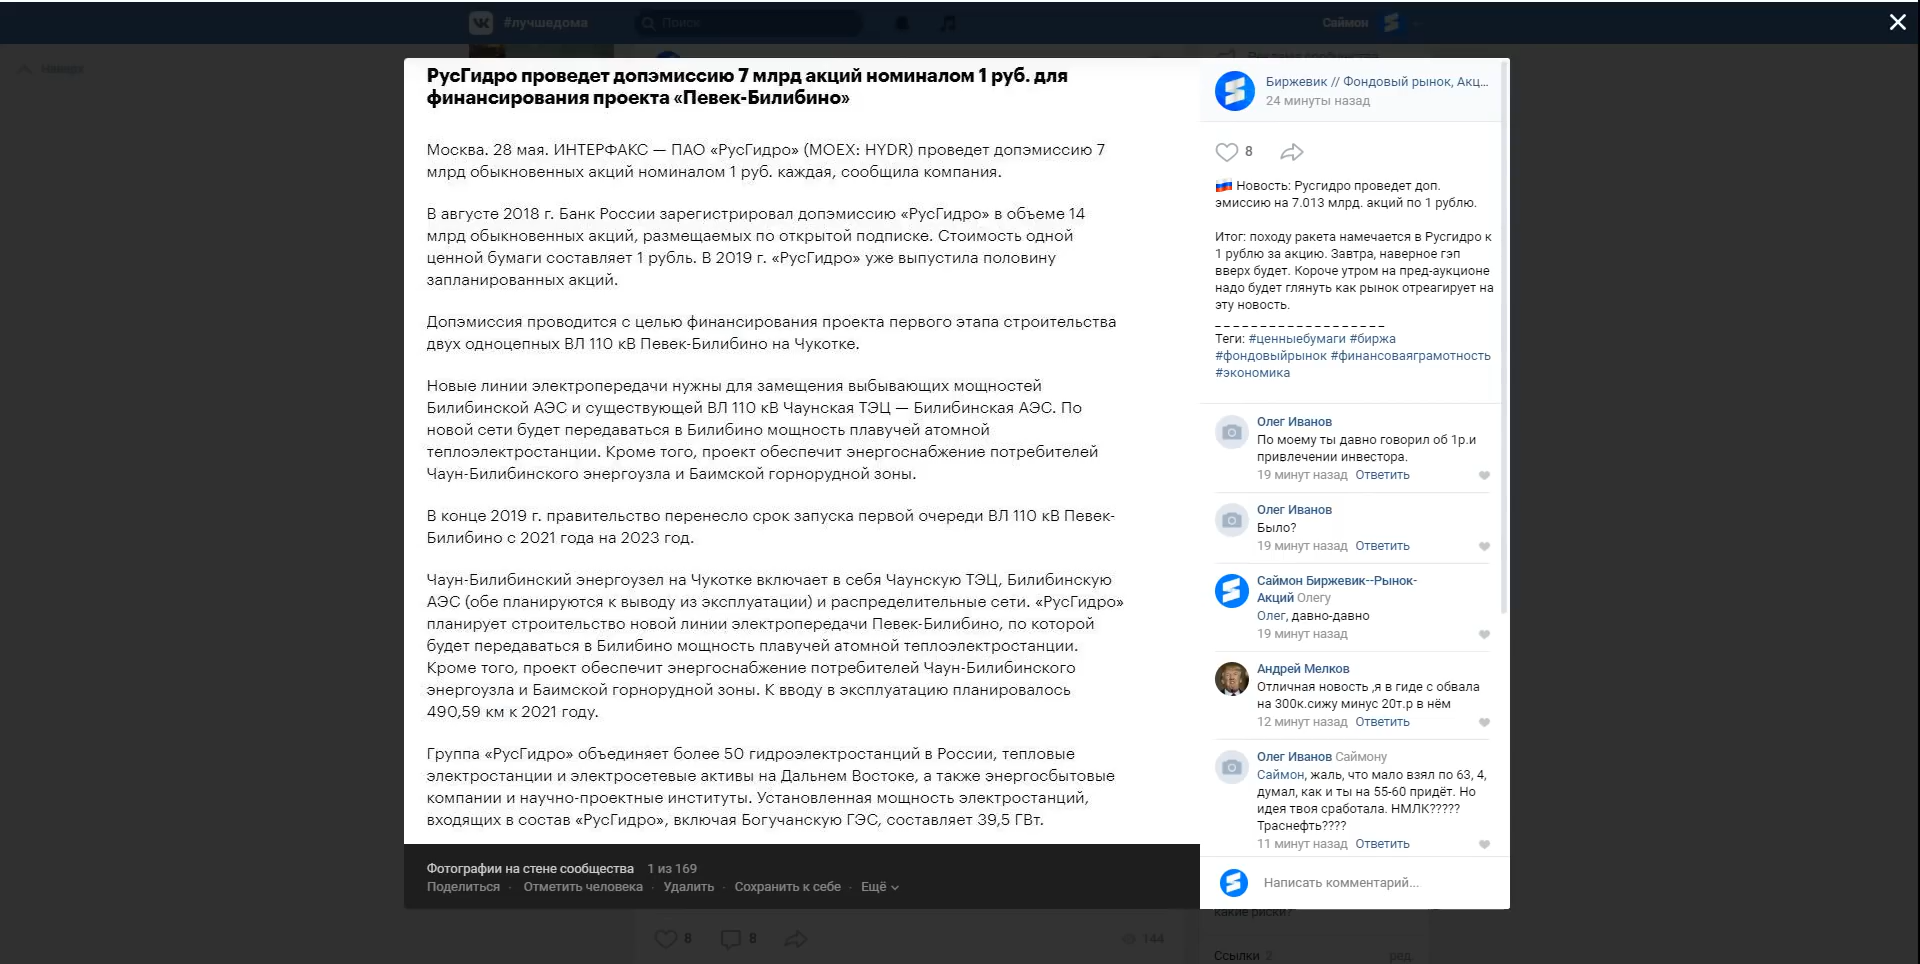 #лучшедома
Поиск
Саймон
Наверх
РусГидро проведет допэмиссию 7 млрд акций номиналом 1 руб. для
финансирования проекта «Певек-Билибино»
Москва. 28 мая. ИНТЕРФАКС — ПАО «РусГидро» (MOEX: HYDR) проведет допэмиссию 7
млрд обыкновенных акций номиналом 1 руб. каждая, сообщила компания.
В августе 2018 г. Банк России зарегистрировал допэмиссию «РусГидро» в объеме 14
млрд обыкновенных акций, размещаемых по открытой подписке. Стоимость одной
ценной бумаги составляет 1 рубль. В 2019 г. «РусГидро» уже выпустила половину
запланированных акций.
Допэмиссия проводится с целью финансирования проекта первого этапа строительства
двух одноцепных ВЛ 110 кВ Певек-Билибино на Чукотке.
Новые линии электропередачи нужны для замещения выбывающих мощностей
Билибинской АЭС и существующей ВЛ 110 кВ Чаунская ТЭЦ — Билибинская АЭС. По
новой сети будет передаваться в Билибино мощность плавучей атомной
теплоэлектростанции. Кроме того, проект обеспечит энергоснабжение потребителей
Чаун-Билибинского энергоузла и Баимской горнорудной зоны.
В конце 2019 г. правительство перенесло срок запуска первой очереди ВЛ 110 кВ Певек-
Билибино с 2021 года на 2023 год.
Чаун-Билибинский энергоузел на Чукотке включает в себя Чаунскую ТЭЦ, Билибинскую
АЭС (обе планируются к выводу из эксплуатации) и распределительные сети. «РусГидро»
планирует строительство новой линии электропередачи Певек-Билибино, по которой
будет передаваться в Билибино мощность плавучей атомной теплоэлектростанции.
Кроме того, проект обеспечит энергоснабжение потребителей Чаун-Билибинского
энергоузла и Баимской горнорудной зоны. К вводу в эксплуатацию планировалось
490,59 км к 2021 году.
Группа «РусГидро» объединяет более 50 гидроэлектростанций в России, тепловые
электростанции и электросетевые активы на Дальнем Востоке, а также энергосбытовые
компании и научно-проектные институты. Установленная мощность электростанций,
входящих в состав «РусГидро», включая Богучанскую ГЭС, составляет 39,5 ГВт.
Фотографии на стене сообщества 1 из 169
Поделиться · Отметить человека · Удалить · Сохранить к себе · Ещё
Биржевик // Фондовый рынок, Акц...
24 минуты назад
8
Новость: Русгидро проведет доп.
эмиссию на 7.013 млрд. акций по 1 рублю.
Итог: походу ракета намечается в Русгидро к
1 рублю за акцию. Завтра, наверное гэп
вверх будет. Короче утром на пред-аукционе
надо будет глянуть как рынок отреагирует на
эту новость.
_ _ _ _ _ _ _ _ _ _ _ _ _ _ _ _ _ _ _
Теги: #ценныебумаги #биржа
#фондовыйрынок #финансоваяграмотность
#экономика
Олег Иванов
По моему ты давно говорил об 1р.и
привлечении инвестора.
19 минут назад Ответить
Олег Иванов
Было?
19 минут назад Ответить
Саймон Биржевик--Рынок-
Акций Олегу
Олег, давно-давно
19 минут назад
Андрей Мелков
Отличная новость ,я в гиде с обвала
на 300к.сижу минус 20т.р в нём
12 минут назад Ответить
Олег Иванов Саймону
Саймон, жаль, что мало взял по 63, 4,
думал, как и ты на 55-60 придёт. Но
идея твоя сработала. НМЛК?????
Траснефть????
11 минут назад Ответить
Написать комментарий...
какие риски?"
8 8 144
Ссылки 2 ред.